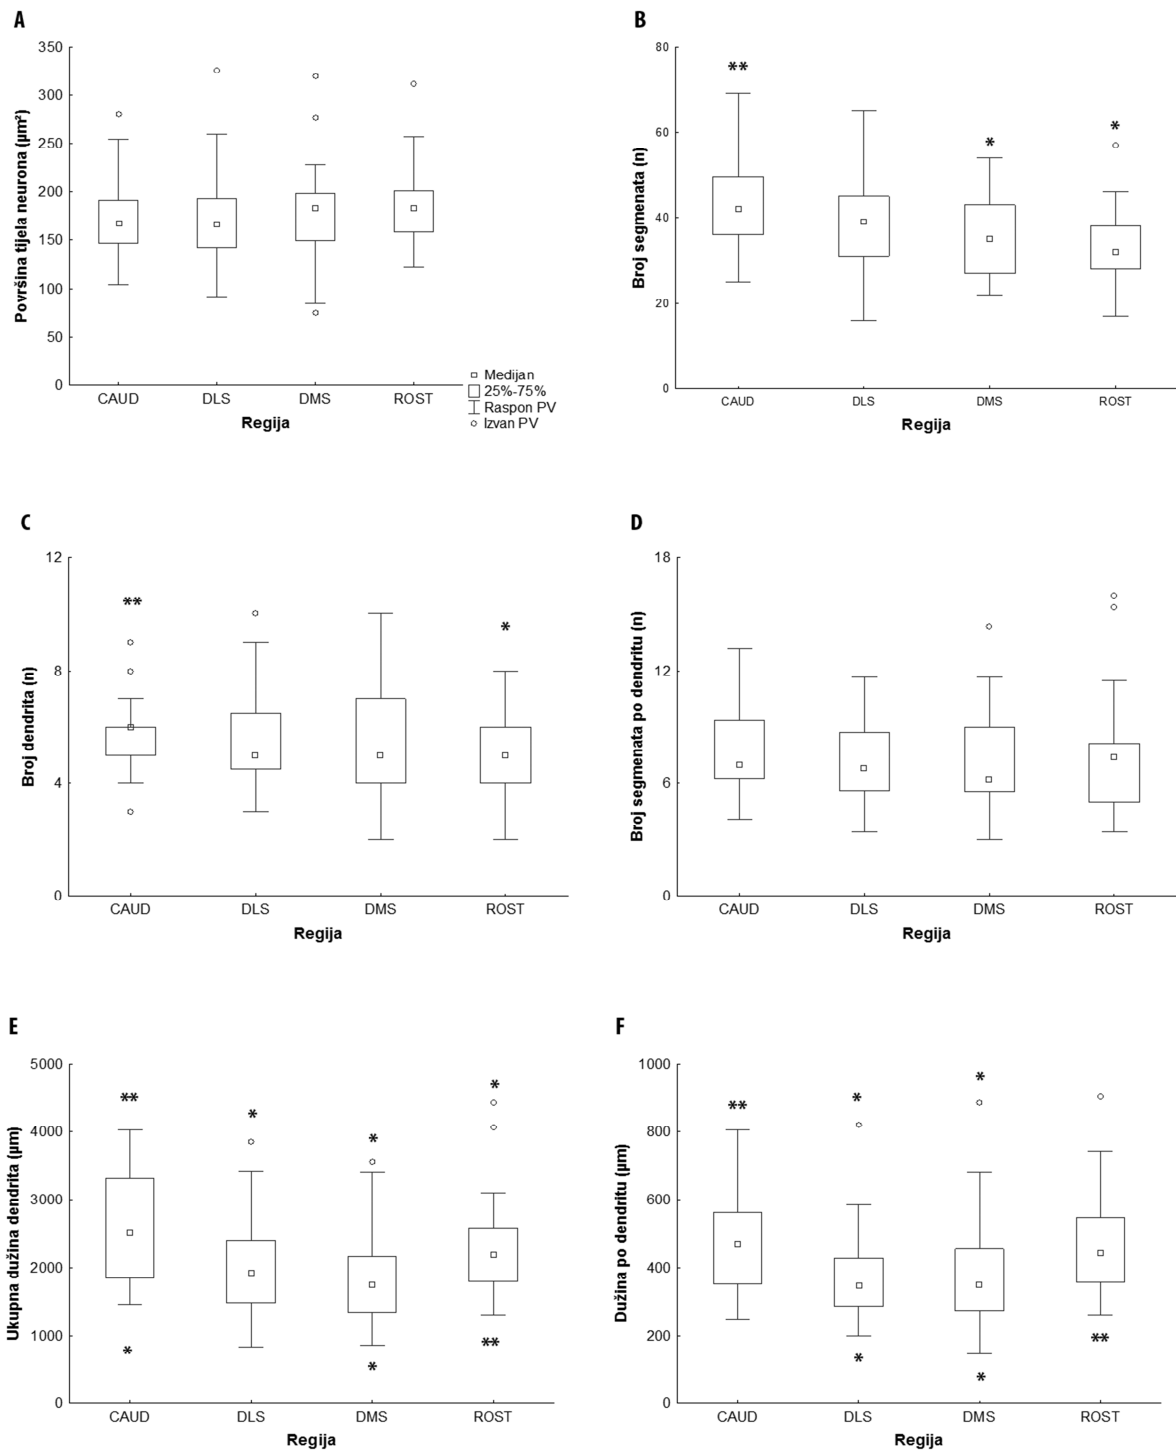 A
Površina tijela neurona (µm²)
350
300
250
200
150
100
50
0
CAUD DLS DMS ROST
Regija
Medijan
25%-75%
Raspon PV
Izvan PV
B
Broj segmenata (n)
80
60
40
20
0
** * *
CAUD DLS DMS ROST
Regija
C
Broj dendrita (n)
12
8
4
0
** *
CAUD DLS DMS ROST
Regija
D
Broj segmenata po dendritu (n)
18
12
6
0
CAUD DLS DMS ROST
Regija
E
Ukupna dužina dendrita (µm)
5000
4000
3000
2000
1000
0
** * * *
* * **
CAUD DLS DMS ROST
Regija
F
Dužina po dendritu (µm)
1000
800
600
400
200
0
** * *
* * **
CAUD DLS DMS ROST
Regija